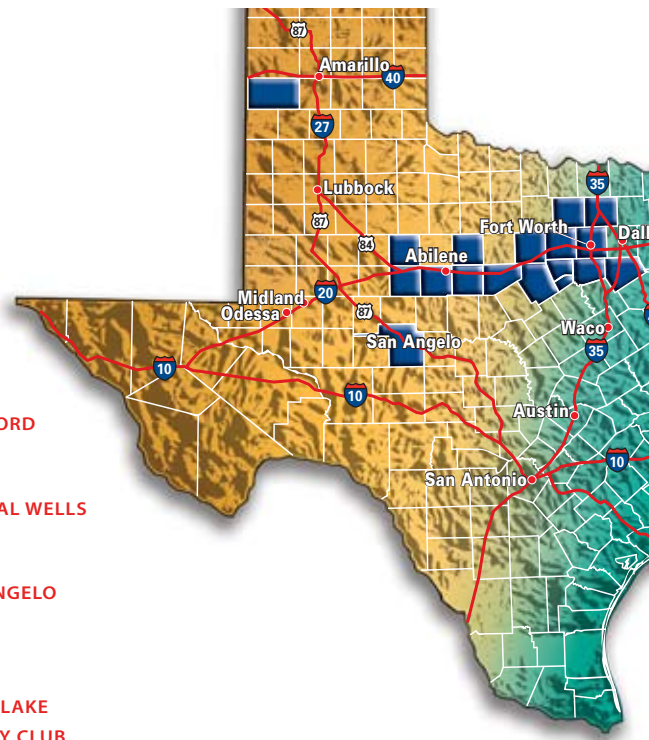 87
Amarillo
40
27
Lubbock
35
87
Fort Worth
Dall
84
Abilene
20
Midland
Odessa
87
San Angelo
Waco
35
10
10
Austin
ORD
10
San Antonio
AL WELLS
NGELO
LAKE
Y CLUB